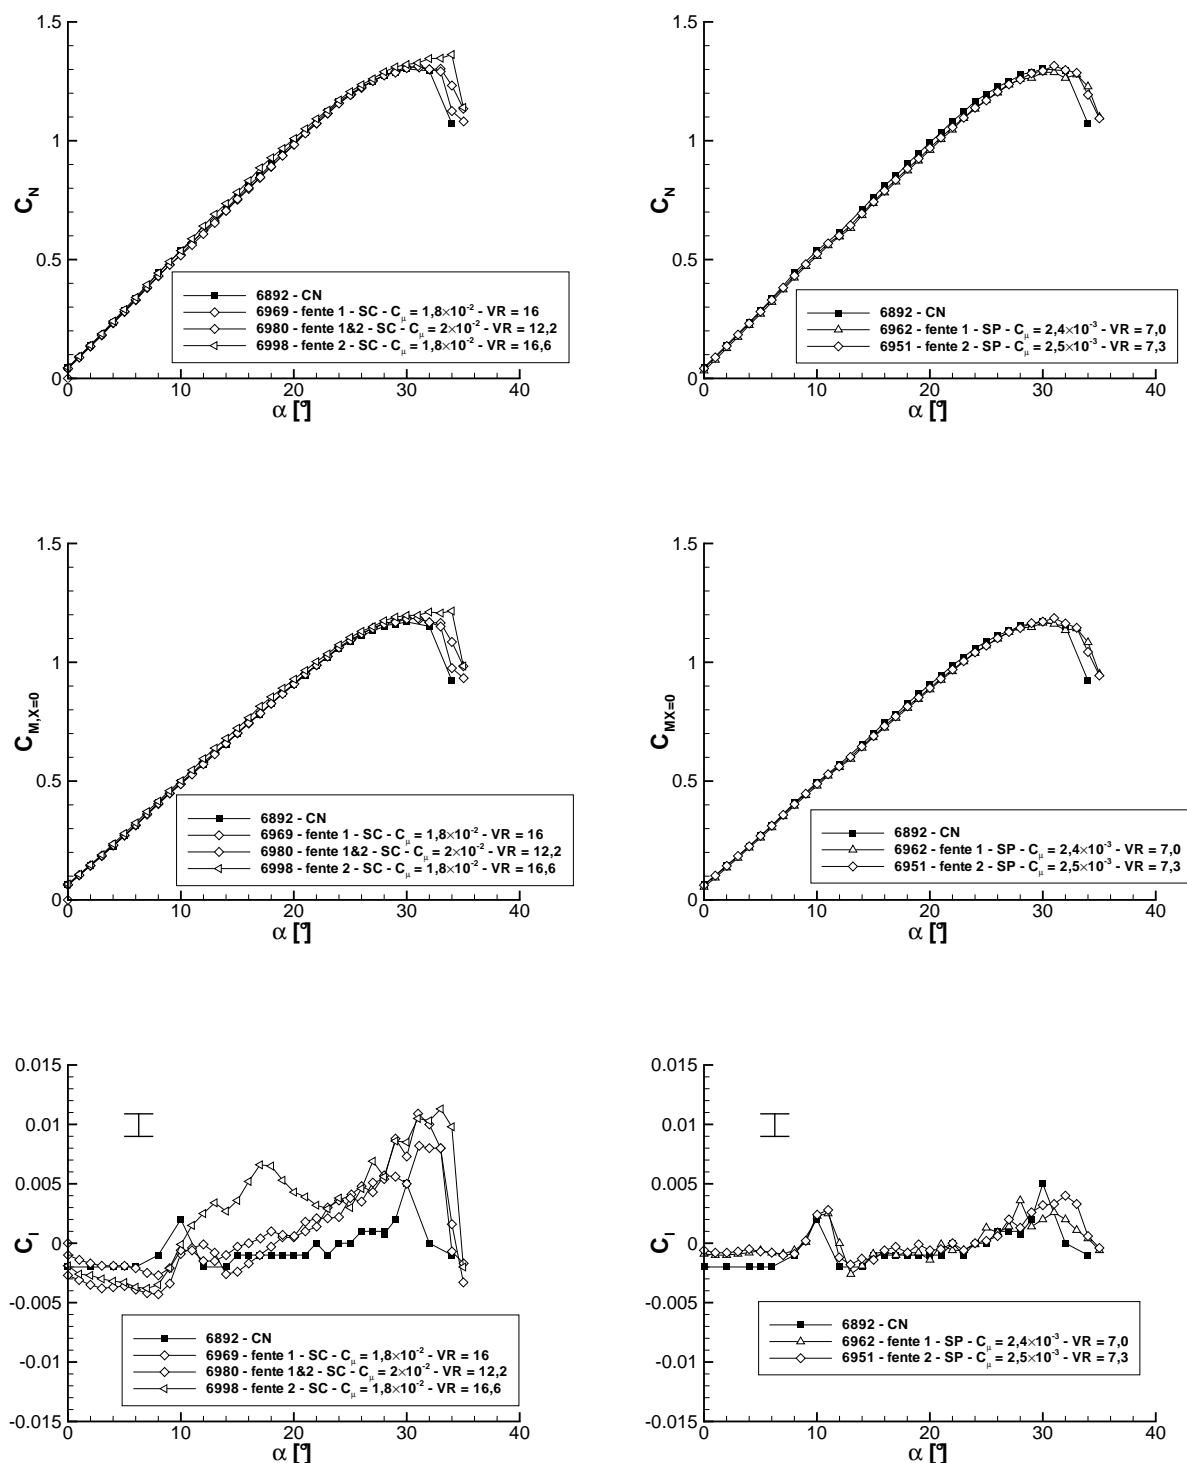 1.5
1
0.5
0
C_N
0
10
20
30
40
α [°]
6892 - CN
6969 - fente 1 - SC - C_μ = 1,8×10^-2 - VR = 16
6980 - fente 1&2 - SC - C_μ = 2×10^-2 - VR = 12,2
6998 - fente 2 - SC - C_μ = 1,8×10^-2 - VR = 16,6
1.5
1
0.5
0
C_N
0
10
20
30
40
α [°]
6892 - CN
6962 - fente 1 - SP - C_μ = 2,4×10^-3 - VR = 7,0
6951 - fente 2 - SP - C_μ = 2,5×10^-3 - VR = 7,3
1.5
1
0.5
0
C_M,X=0
0
10
20
30
40
α [°]
6892 - CN
6969 - fente 1 - SC - C_μ = 1,8×10^-2 - VR = 16
6980 - fente 1&2 - SC - C_μ = 2×10^-2 - VR = 12,2
6998 - fente 2 - SC - C_μ = 1,8×10^-2 - VR = 16,6
1.5
1
0.5
0
C_MX=0
0
10
20
30
40
α [°]
6892 - CN
6962 - fente 1 - SP - C_μ = 2,4×10^-3 - VR = 7,0
6951 - fente 2 - SP - C_μ = 2,5×10^-3 - VR = 7,3
0.015
0.01
0.005
0
-0.005
-0.01
-0.015
C_l
0
10
20
30
40
α [°]
6892 - CN
6969 - fente 1 - SC - C_μ = 1,8×10^-2 - VR = 16
6980 - fente 1&2 - SC - C_μ = 2×10^-2 - VR = 12,2
6998 - fente 2 - SC - C_μ = 1,8×10^-2 - VR = 16,6
0.015
0.01
0.005
0
-0.005
-0.01
-0.015
C_l
0
10
20
30
40
α [°]
6892 - CN
6962 - fente 1 - SP - C_μ = 2,4×10^-3 - VR = 7,0
6951 - fente 2 - SP - C_μ = 2,5×10^-3 - VR = 7,3